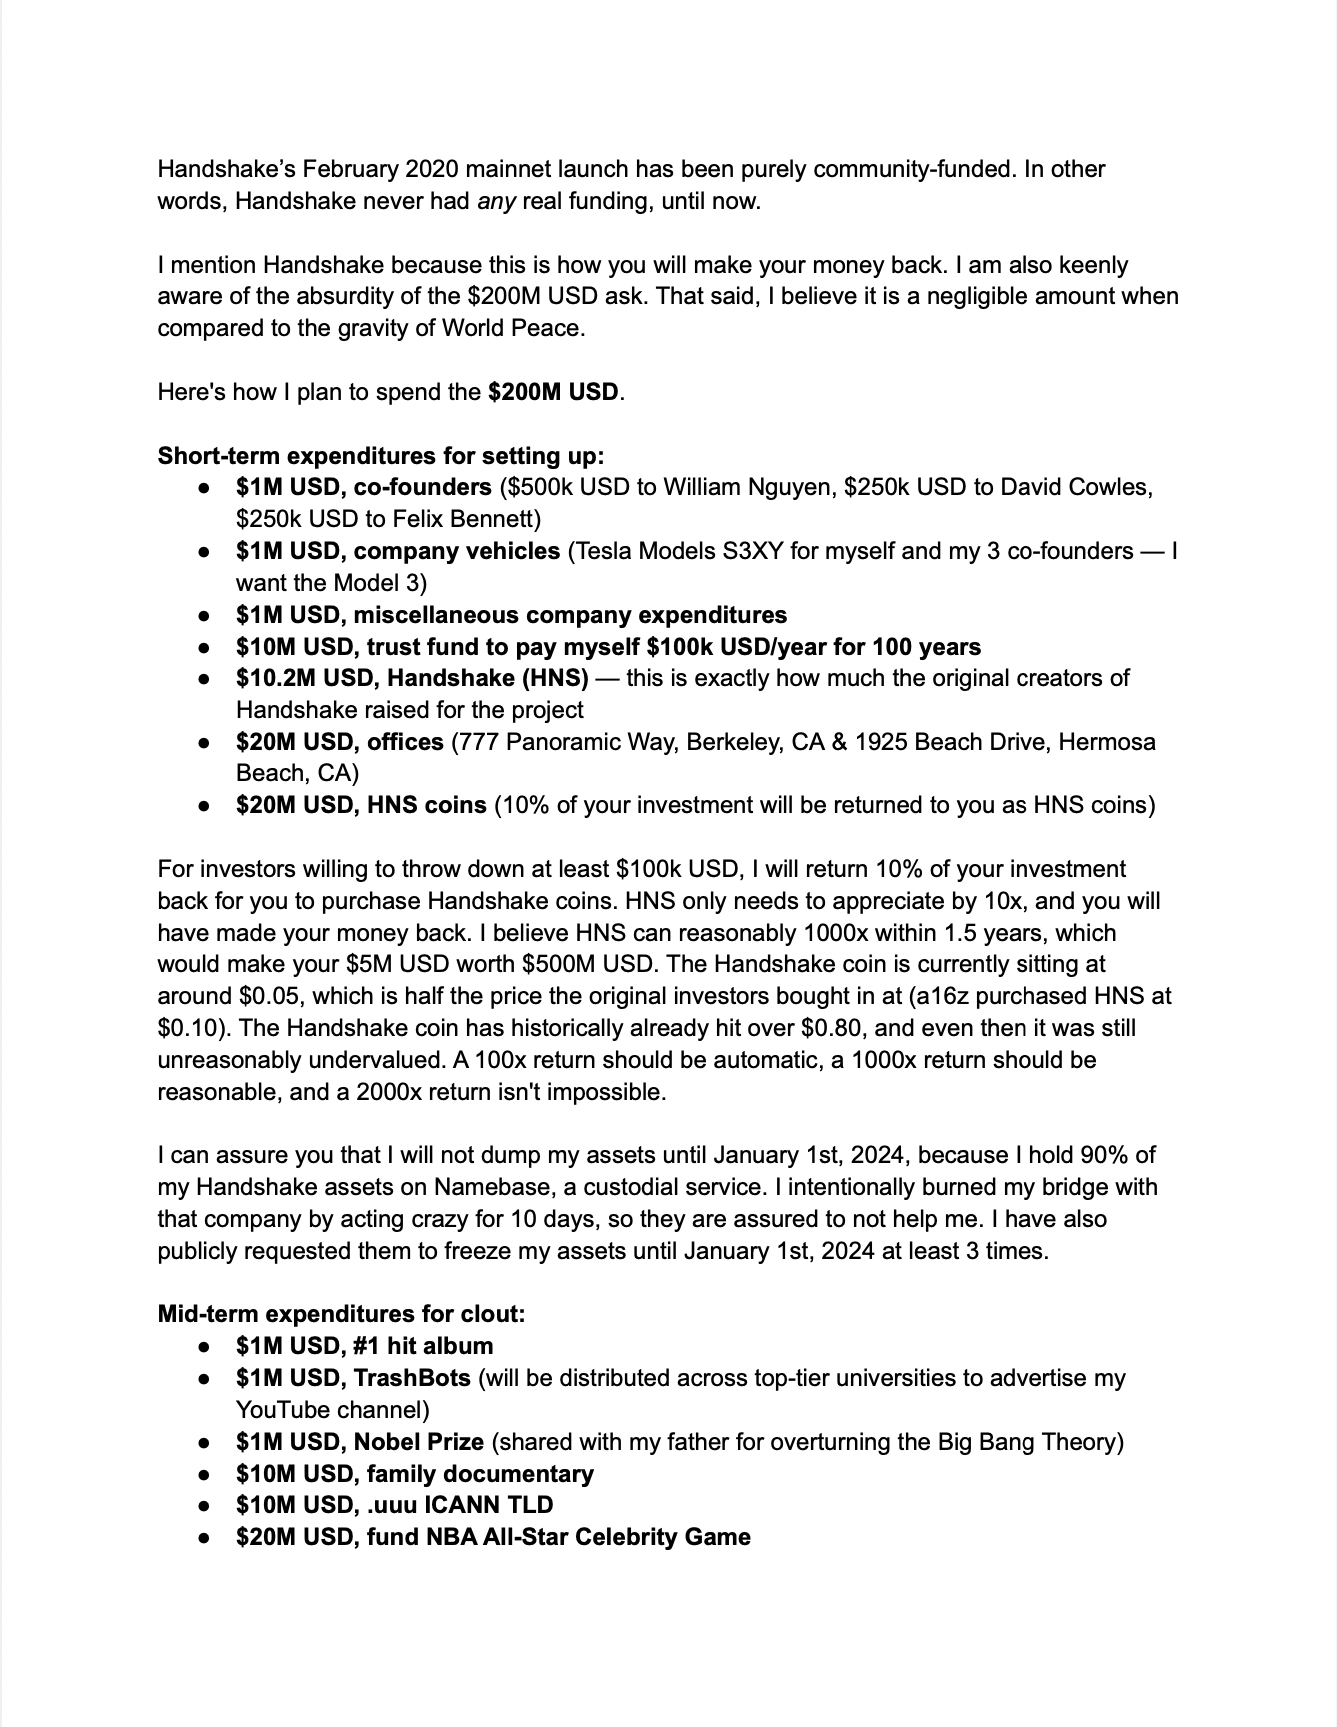 Handshake’s February 2020 mainnet launch has been purely community-funded. In other
words, Handshake never had any real funding, until now.
I mention Handshake because this is how you will make your money back. I am also keenly
aware of the absurdity of the $200M USD ask. That said, I believe it is a negligible amount when
compared to the gravity of World Peace.
Here's how I plan to spend the $200M USD.
Short-term expenditures for setting up:
● $1M USD, co-founders ($500k USD to William Nguyen, $250k USD to David Cowles,
$250k USD to Felix Bennett)
● $1M USD, company vehicles (Tesla Models S3XY for myself and my 3 co-founders — I
want the Model 3)
● $1M USD, miscellaneous company expenditures
● $10M USD, trust fund to pay myself $100k USD/year for 100 years
● $10.2M USD, Handshake (HNS) — this is exactly how much the original creators of
Handshake raised for the project
● $20M USD, offices (777 Panoramic Way, Berkeley, CA & 1925 Beach Drive, Hermosa
Beach, CA)
● $20M USD, HNS coins (10% of your investment will be returned to you as HNS coins)
For investors willing to throw down at least $100k USD, I will return 10% of your investment
back for you to purchase Handshake coins. HNS only needs to appreciate by 10x, and you will
have made your money back. I believe HNS can reasonably 1000x within 1.5 years, which
would make your $5M USD worth $500M USD. The Handshake coin is currently sitting at
around $0.05, which is half the price the original investors bought in at (a16z purchased HNS at
$0.10). The Handshake coin has historically already hit over $0.80, and even then it was still
unreasonably undervalued. A 100x return should be automatic, a 1000x return should be
reasonable, and a 2000x return isn't impossible.
I can assure you that I will not dump my assets until January 1st, 2024, because I hold 90% of
my Handshake assets on Namebase, a custodial service. I intentionally burned my bridge with
that company by acting crazy for 10 days, so they are assured to not help me. I have also
publicly requested them to freeze my assets until January 1st, 2024 at least 3 times.
Mid-term expenditures for clout:
● $1M USD, #1 hit album
● $1M USD, TrashBots (will be distributed across top-tier universities to advertise my
YouTube channel)
● $1M USD, Nobel Prize (shared with my father for overturning the Big Bang Theory)
● $10M USD, family documentary
● $10M USD, .uuu ICANN TLD
● $20M USD, fund NBA All-Star Celebrity Game